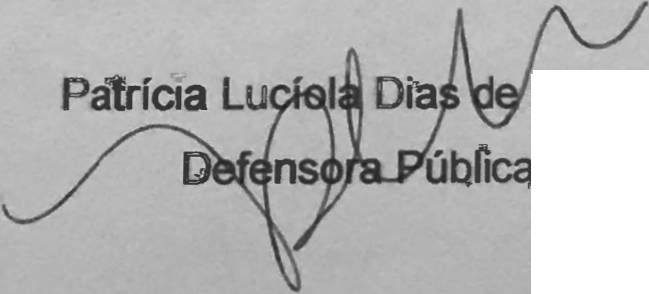 Patrícia Lucíola Dias de
Defensora Pública